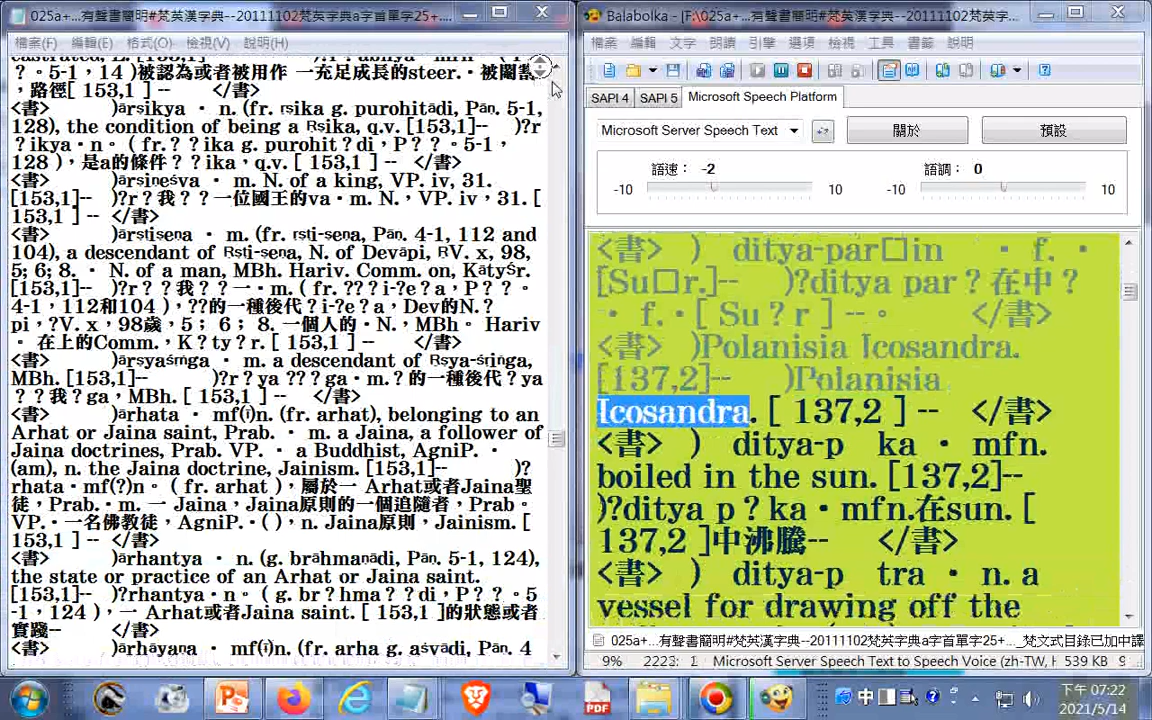 有聲書簡明#梵英漢字典--20111102梵英字典a字首單字25+...
檔案(F) 編輯(E) 格式(O) 檢視(V) 說明(H)
?。5-1，14 )被認為或者被用作 一充足成長的steer.‧被閹割
，路徑[ 153,1 ] -- </書>
<書> )ārsikya ‧ n. (fr. ṛsika g. purohitādi, Pān. 5-1,
128), the condition of being a Ṛsika, q.v. [153,1]-- )?r
?ikya‧n。( fr.??ika g. purohit?di，P???。5-1，
128 )，是a的條件??ika，q.v. [ 153,1 ] -- </書>
<書> )ārsineśva ‧ m. N. of a king, VP. iv, 31.
[153,1]-- )?r?我??一位國王的va‧m. N.，VP. iv，31. [
153,1 ] -- </書>
<書> )ārstisena ‧ m. (fr. ṛsti-sena, Pān. 4-1, 112 and
104), a descendant of Ṛsti-sena, N. of Devāpi, ṚV. x, 98,
5; 6; 8. ‧ N. of a man, MBh. Hariv. Comm. on, KātyŚr.
[153,1]-- )?r?我??一‧m.( fr. ???i-?e?a，P???。
4-1，112和104 )，??的一種後代?i-?e?a，Dev的N.?
pi，?V. x，98歲，5； 6； 8. 一個人的‧N.，MBh。Hariv
‧ 在上的Comm.，K?ty?r. [ 153,1 ] -- </書>
<書> )ārsyaśṅga ‧ m. a descendant of Ṛsya-śriṅga,
MBh. [153,1]-- )?r?ya ???ga‧m.?的一種後代?ya
??我?ga，MBh. [ 153,1 ] -- </書>
<書> )ārhata ‧ mf(ī)n. (fr. arhat), belonging to an
Arhat or Jaina saint, Prab. ‧ m. a Jaina, a follower of
Jaina doctrines, Prab. VP. ‧ a Buddhist, AgniP. ‧
(am), n. the Jaina doctrine, Jainism. [153,1]-- )?
rhata‧mf(?)n。( fr. arhat )，屬於一 Arhat或者Jaina聖
徒，Prab.‧m. 一 Jaina，Jaina原則的一個追隨者，Prab。
VP.‧一名佛教徒，AgniP.‧( )，n. Jaina原則，Jainism. [
153,1 ] -- </書>
<書> )ārhantya ‧ n. (g. brāhmanādi, Pān. 5-1, 124),
the state or practice of an Arhat or Jaina saint.
[153,1]-- )?rhantya‧n。( g. br?hma??di，P???。5
-1，124 )，一 Arhat或者Jaina saint. [ 153,1 ]的狀態或者
實踐-- </書>
<書> )ārhāyana ‧ mf(ī)n. (fr. arha g. aśvādi, Pān. 4
Balabolka - [F:\025a+...有聲書簡明#梵英漢字典--20111102梵英字...
檔案 編輯 文字 朗讀 引擎 選項 檢視 工具 書籤 說明
SAPI 4 SAPI 5 Microsoft Speech Platform
Microsoft Server Speech Text 關於 預設
語速： -2 語調： 0
-10 10 -10 10
<書> ) ditya-par□in ‧ f. ‧
[Su□r.]-- )?ditya par?在中?
‧ f.‧[ Su?r ] --。 </書>
<書> )Polanisia Icosandra.
[137,2]-- )Polanisia
Icosandra. [ 137,2 ] -- </書>
<書> ) ditya-p ka ‧ mfn.
boiled in the sun. [137,2]--
)?ditya p?ka‧mfn.在sun. [
137,2 ]中沸騰-- </書>
<書> ) ditya-p tra ‧ n. a
vessel for drawing off the
025a+...有聲書簡明#梵英漢字典--20111102梵英字典a字首單字25+..._梵文式目錄已加中譯
9% 2223: 1 Microsoft Server Speech Text to Speech Voice (zh-TW, H 539 KB 9
中
下午 07:22
2021/5/14